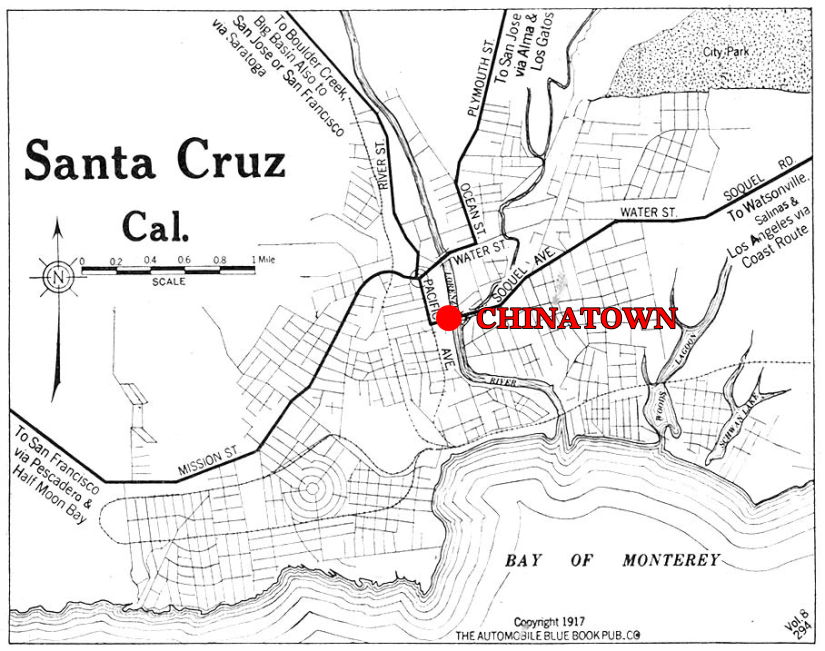 To Boulder Creek,
Big Basin Also to
San Jose or San Francisco
via Saratoga
PLYMOUTH ST.
To San Jose
via Alma &
Los Gatos
City Park
Santa Cruz
Cal.
N
0 0.2 0.4 0.6 0.8 1 Mile
SCALE
RIVER ST.
OCEAN ST.
WATER ST.
SOQUEL AVE.
WATER ST.
SOQUEL RD.
To Watsonville,
Salinas &
Los Angeles via
Coast Route
PACIFIC
AVE.
LORENZO
RIVER
CHINATOWN
WOODS
LAGOON
SCHWAN LAKE
MISSION ST
To San Francisco
via Pescadero &
Half Moon Bay
BAY OF MONTEREY
Copyright 1917
THE AUTOMOBILE BLUE BOOK PUB. CO
Vol. 8
294